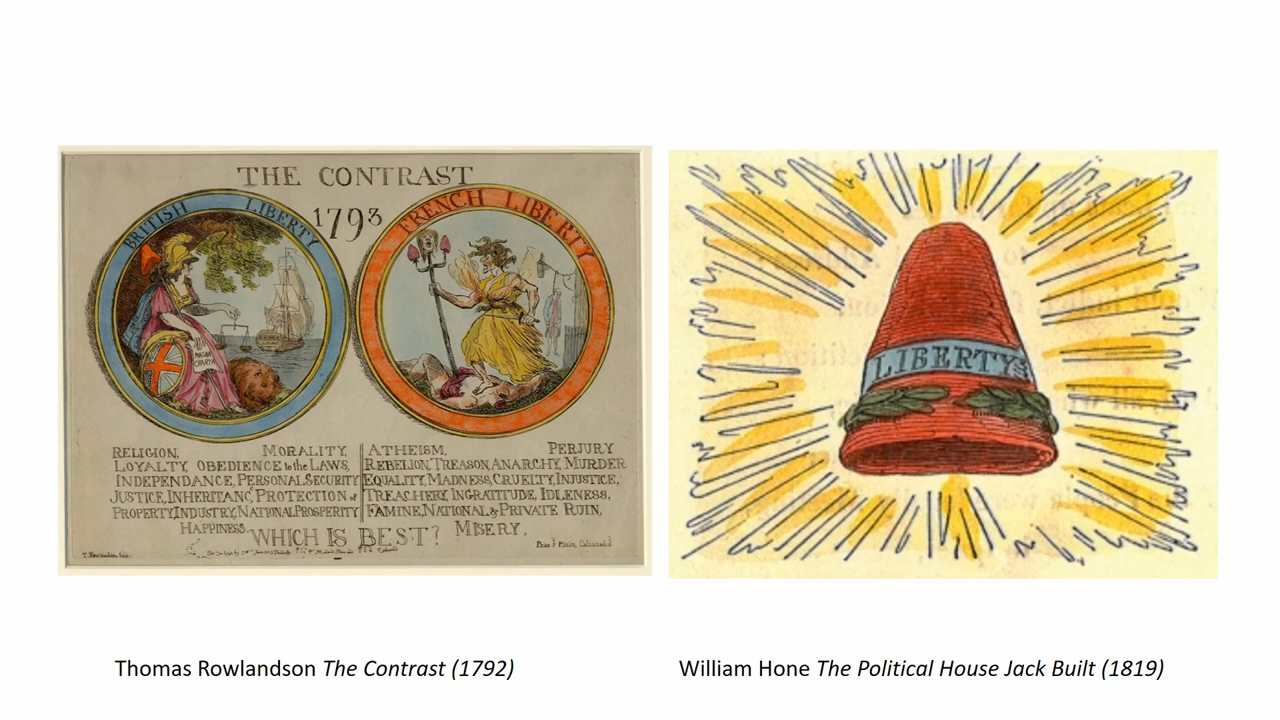 THE CONTRAST
1793
BRITISH LIBERTY
FRENCH LIBERTY
MAGNA CHARTA
RELIGION, MORALITY,
LOYALTY OBEDIENCE to the LAWS,
INDEPENDANCE, PERSONAL SECURITY
JUSTICE, INHERITANC, PROTECTION of
PROPERTY, INDUSTRY, NATIONAL PROSPERITY
HAPPINESS.
ATHEISM, PERJURY
REBELION, TREASON, ANARCHY, MURDER
EQUALITY, MADNESS, CRUELTY, INJUSTICE,
TREACHERY, INGRATITUDE, IDLENESS,
FAMINE, NATIONAL & PRIVATE RUIN,
MISERY.
WHICH IS BEST?
LIBERTY
Thomas Rowlandson The Contrast (1792)
William Hone The Political House Jack Built (1819)